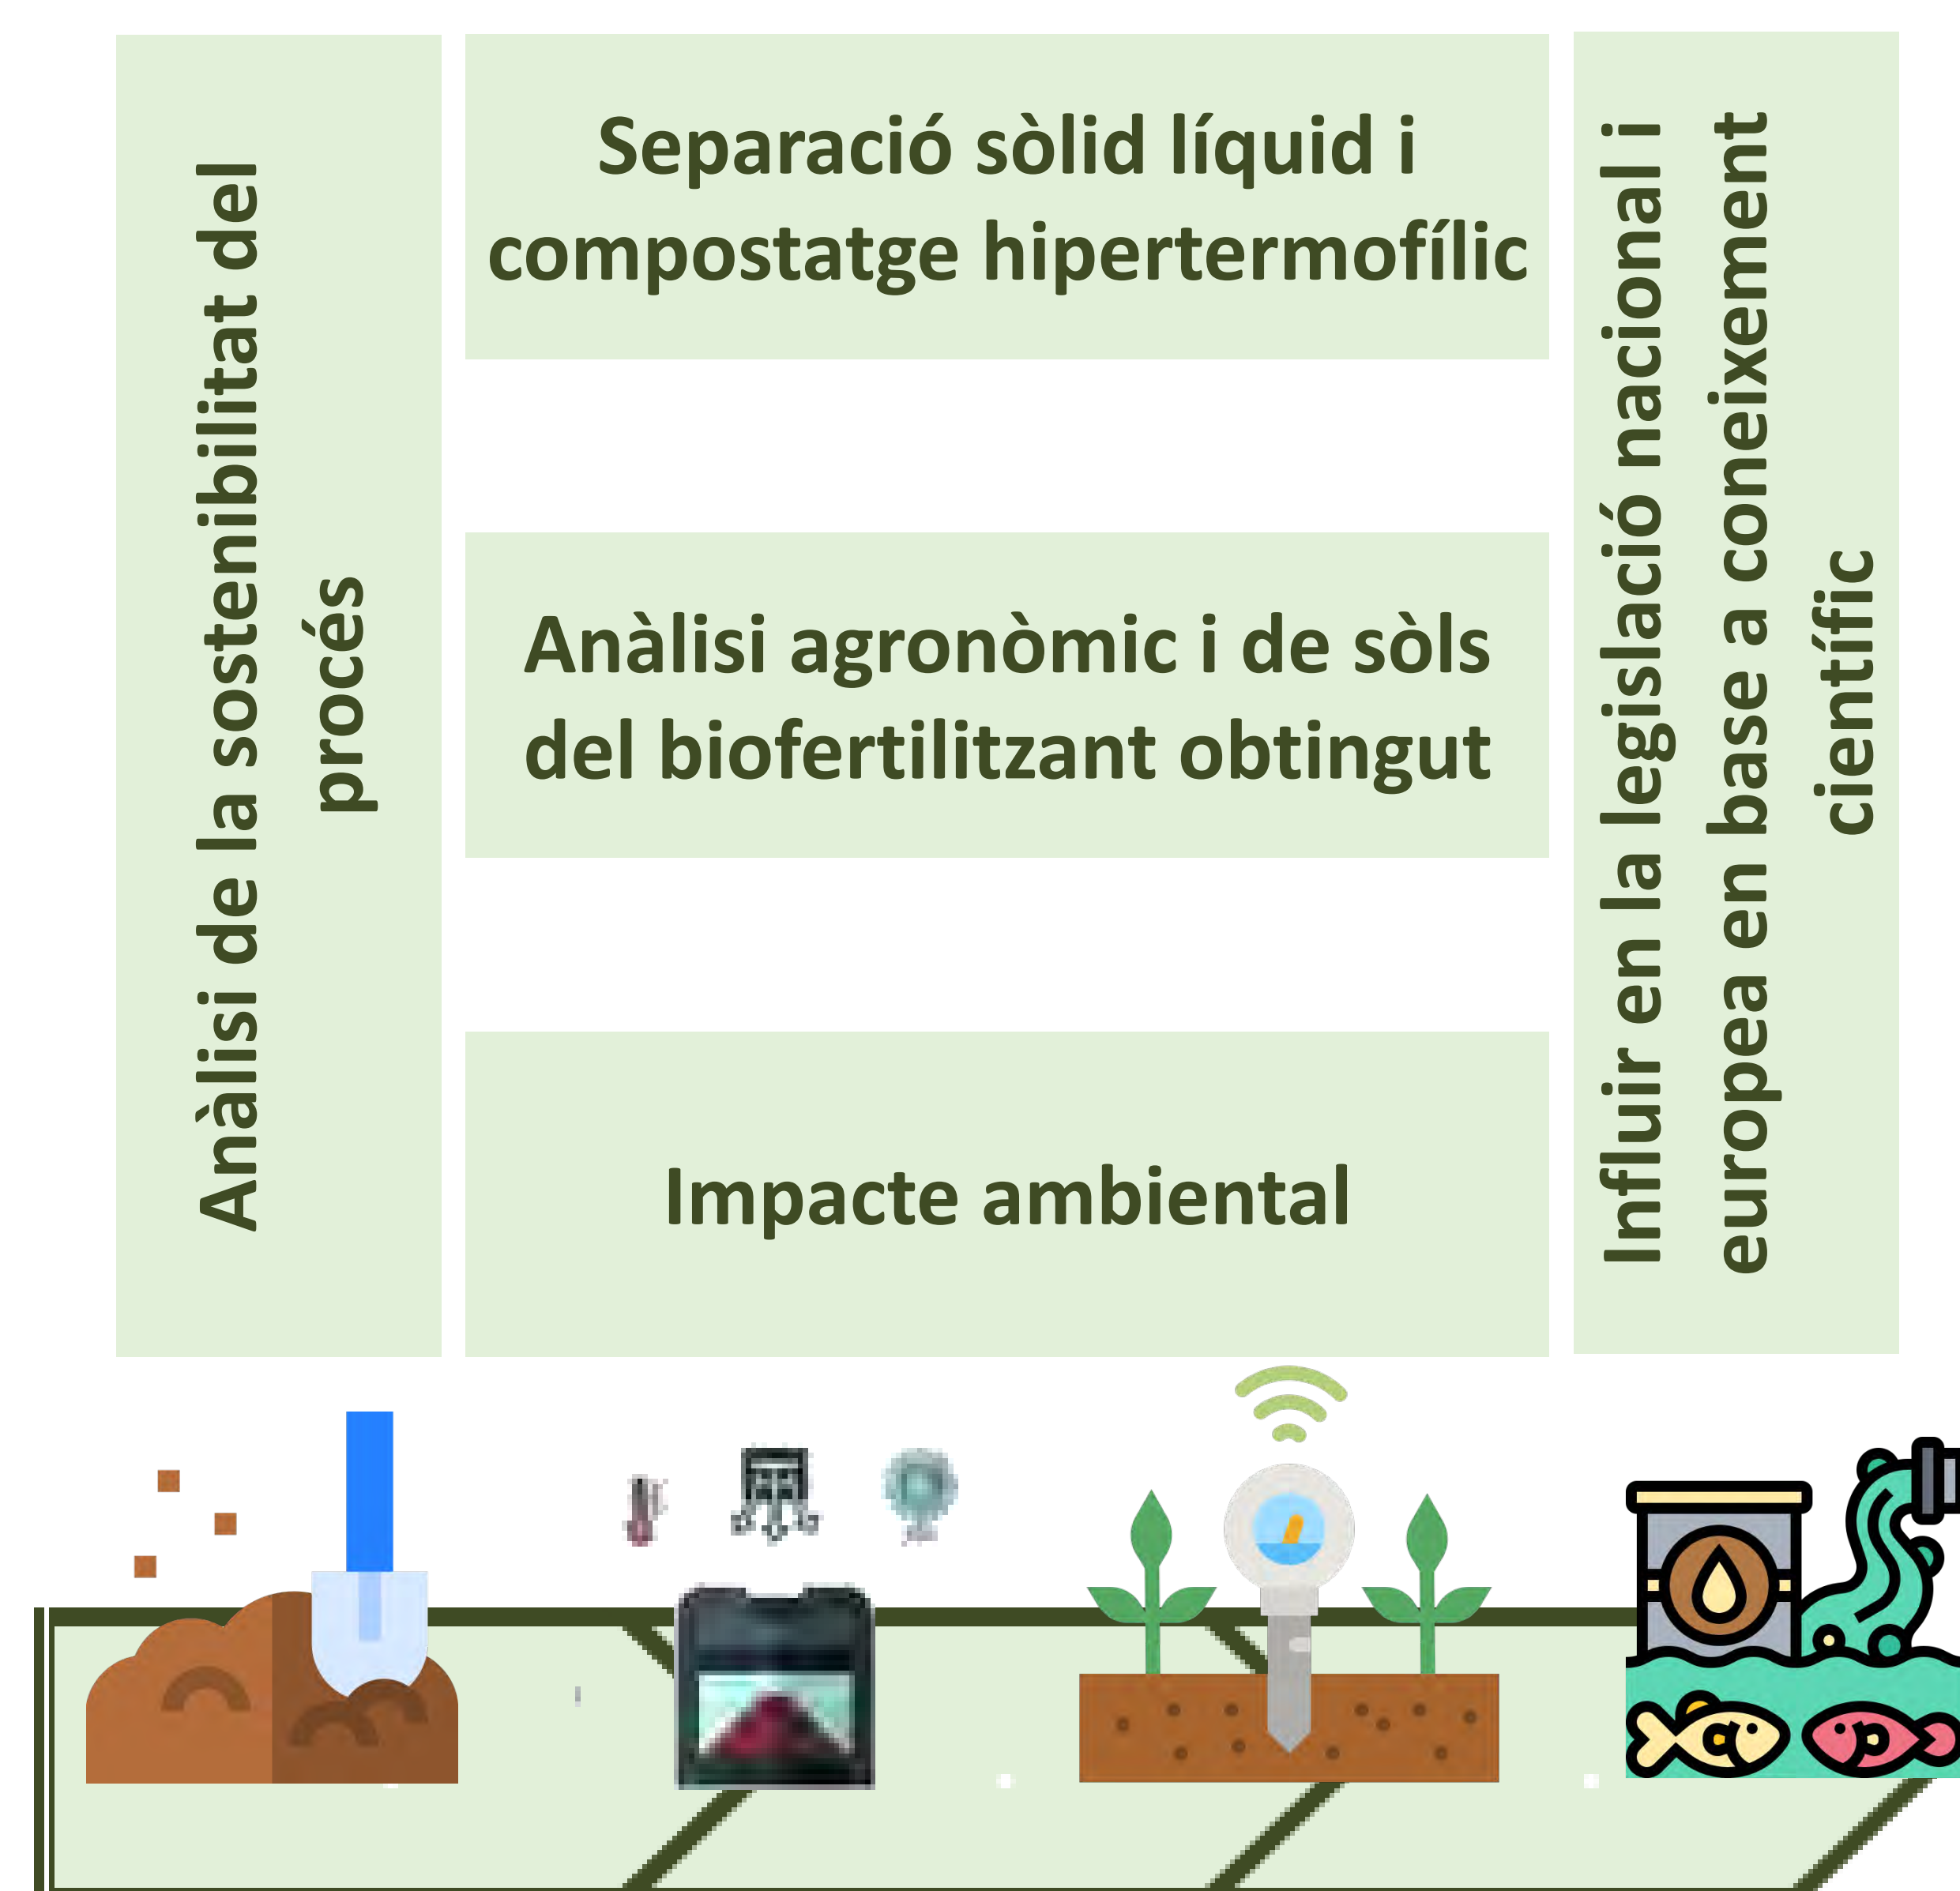 Anàlisi de la sostenibilitat del
procés
Separació sòlid líquid i
compostatge hipertermofílic
Anàlisi agronòmic i de sòls
del biofertilitzant obtingut
Impacte ambiental
Influir en la legislació nacional i
europea en base a coneixement
científic